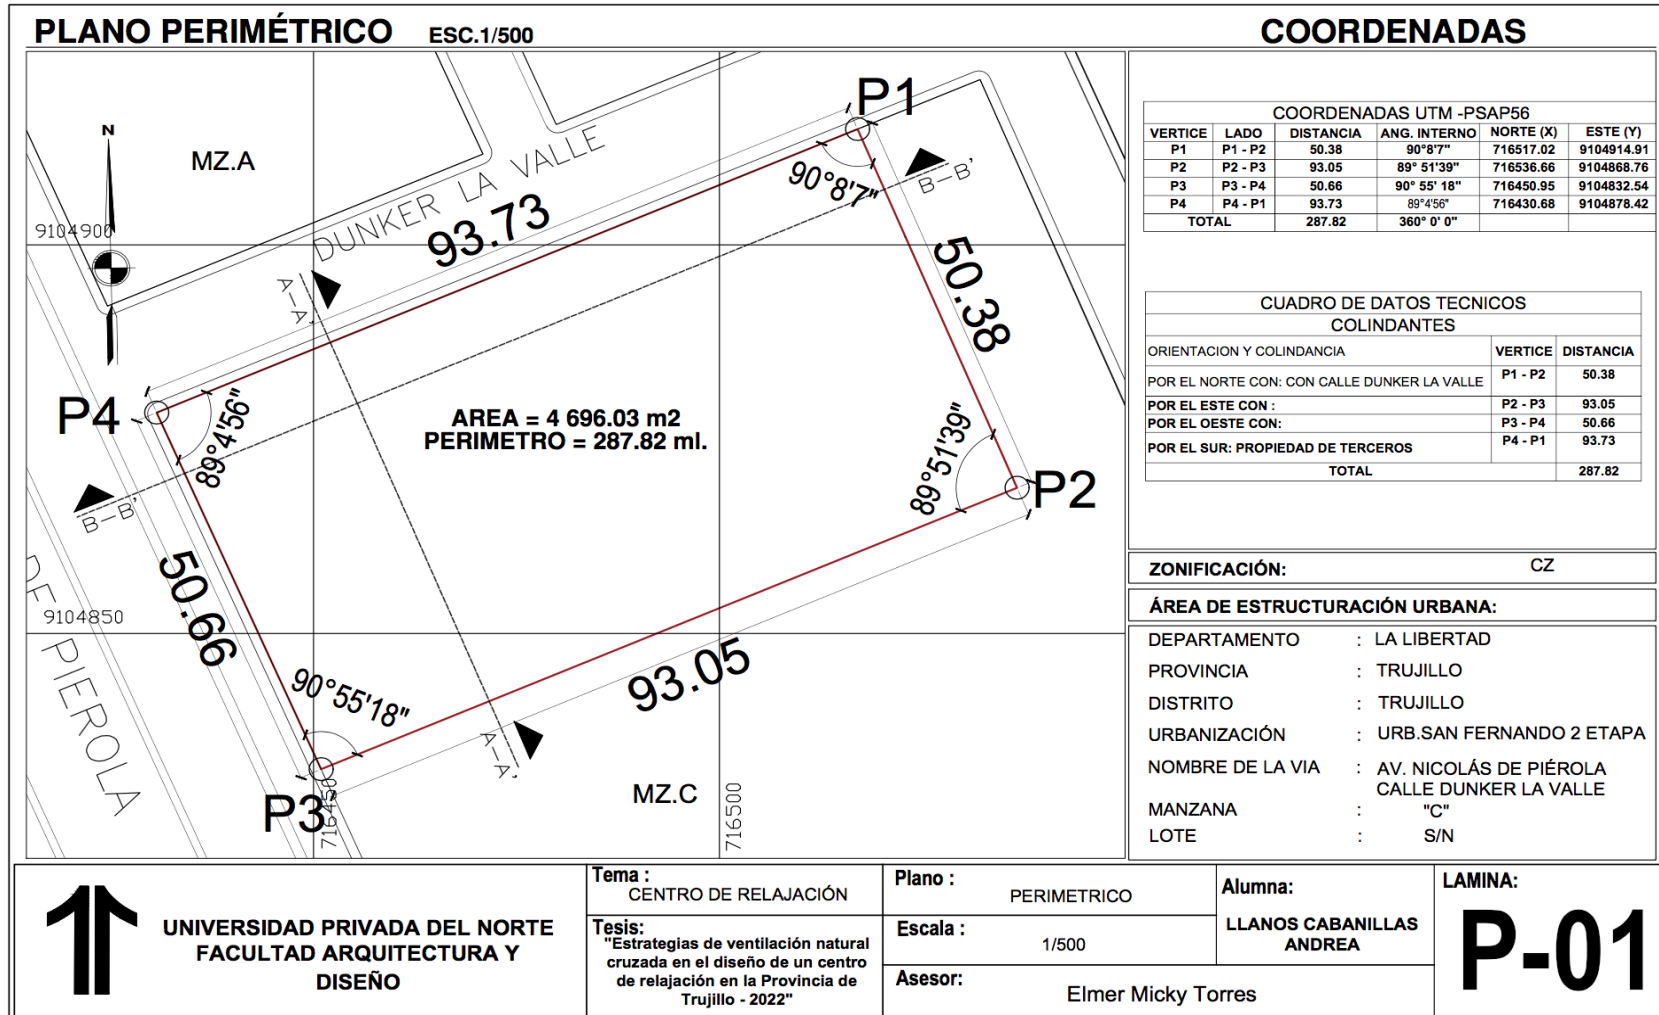 PLANO PERIMÉTRICO ESC.1/500
COORDENADAS
N
MZ.A
DUNKER LA VALLE
P1
90°8'7"
B-B'
93.73
9104900
A-A'
50.38
P4
89°4'56"
AREA = 4 696.03 m2
PERIMETRO = 287.82 ml.
89°51'39"
P2
B-B'
50.66
9104850
DE PIEROLA
90°55'18"
93.05
A-A'
P3
716450
MZ.C
716500
COORDENADAS UTM -PSAP56
VERTICE LADO DISTANCIA ANG. INTERNO NORTE (X) ESTE (Y)
P1 P1 - P2 50.38 90°8'7" 716517.02 9104914.91
P2 P2 - P3 93.05 89° 51'39" 716536.66 9104868.76
P3 P3 - P4 50.66 90° 55' 18" 716450.95 9104832.54
P4 P4 - P1 93.73 89°4'56" 716430.68 9104878.42
TOTAL 287.82 360° 0' 0"
CUADRO DE DATOS TECNICOS
COLINDANTES
ORIENTACION Y COLINDANCIA VERTICE DISTANCIA
POR EL NORTE CON: CON CALLE DUNKER LA VALLE P1 - P2 50.38
POR EL ESTE CON : P2 - P3 93.05
POR EL OESTE CON: P3 - P4 50.66
POR EL SUR: PROPIEDAD DE TERCEROS P4 - P1 93.73
TOTAL 287.82
ZONIFICACIÓN: CZ
ÁREA DE ESTRUCTURACIÓN URBANA:
DEPARTAMENTO : LA LIBERTAD
PROVINCIA : TRUJILLO
DISTRITO : TRUJILLO
URBANIZACIÓN : URB.SAN FERNANDO 2 ETAPA
NOMBRE DE LA VIA : AV. NICOLÁS DE PIÉROLA
CALLE DUNKER LA VALLE
MANZANA : "C"
LOTE : S/N
UNIVERSIDAD PRIVADA DEL NORTE
FACULTAD ARQUITECTURA Y
DISEÑO
Tema :
CENTRO DE RELAJACIÓN
Tesis:
"Estrategias de ventilación natural
cruzada en el diseño de un centro
de relajación en la Provincia de
Trujillo - 2022"
Plano :
PERIMETRICO
Escala :
1/500
Asesor:
Elmer Micky Torres
Alumna:
LLANOS CABANILLAS
ANDREA
LAMINA:
P-01